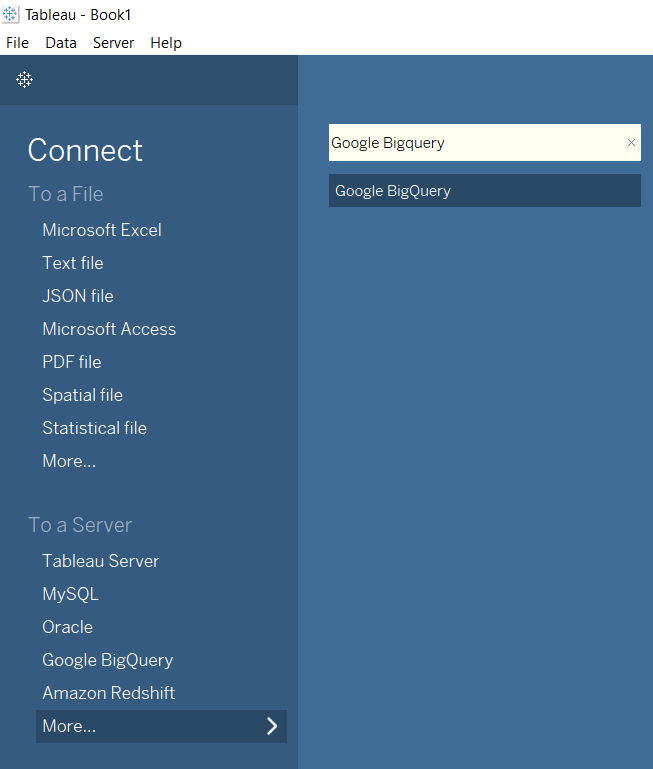 Tableau - Book1
File Data Server Help
Connect
To a File
Microsoft Excel
Text file
JSON file
Microsoft Access
PDF file
Spatial file
Statistical file
More...
To a Server
Tableau Server
MySQL
Oracle
Google BigQuery
Amazon Redshift
More...
Google Bigquery
Google BigQuery